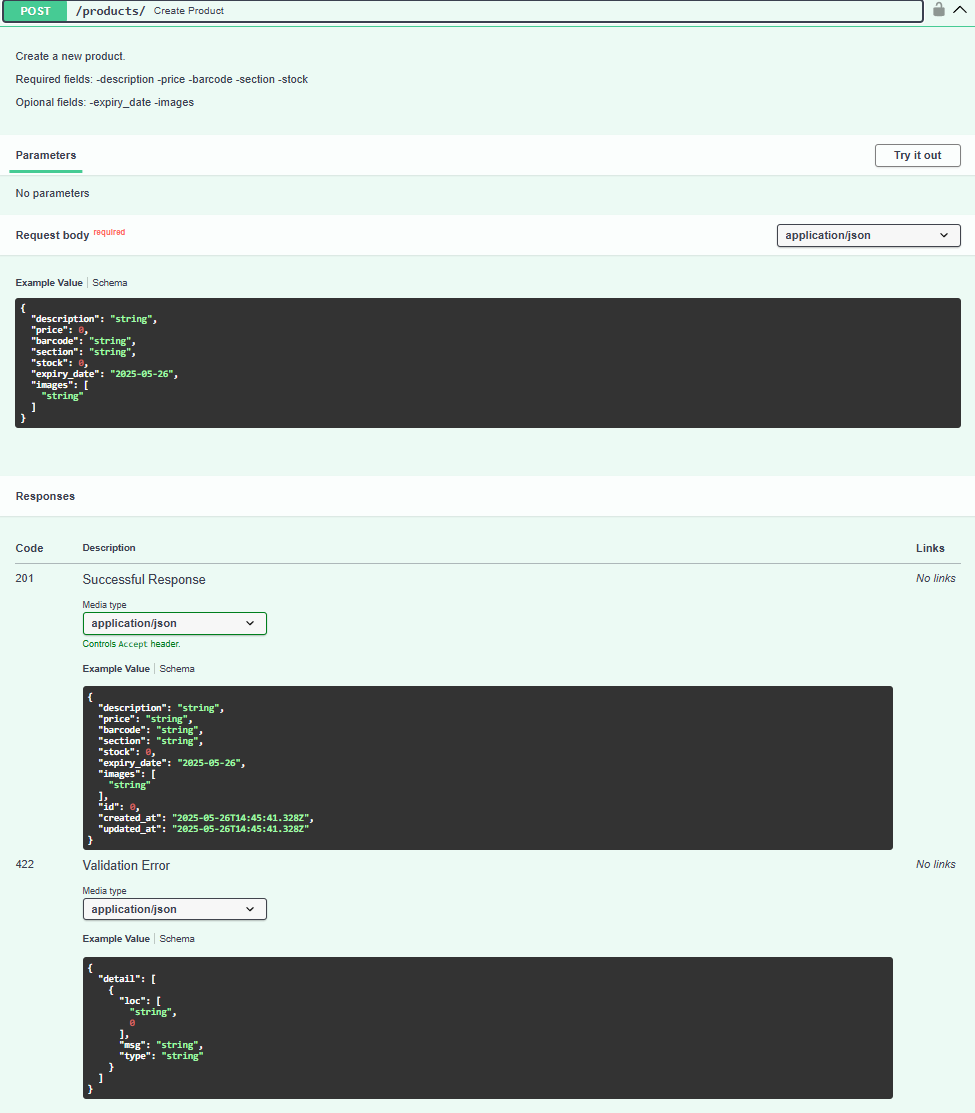 POST /products/ Create Product
Create a new product.
Required fields: -description -price -barcode -section -stock
Opional fields: -expiry_date -images
Parameters
Try it out
No parameters
Request body required
application/json
Example Value | Schema
{
  "description": "string",
  "price": 0,
  "barcode": "string",
  "section": "string",
  "stock": 0,
  "expiry_date": "2025-05-26",
  "images": [
    "string"
  ]
}
Responses
Code Description Links
201 Successful Response No links
Media type
application/json
Controls Accept header.
Example Value | Schema
{
  "description": "string",
  "price": "string",
  "barcode": "string",
  "section": "string",
  "stock": 0,
  "expiry_date": "2025-05-26",
  "images": [
    "string"
  ],
  "id": 0,
  "created_at": "2025-05-26T14:45:41.328Z",
  "updated_at": "2025-05-26T14:45:41.328Z"
}
422 Validation Error No links
Media type
application/json
Example Value | Schema
{
  "detail": [
    {
      "loc": [
        "string",
        0
      ],
      "msg": "string",
      "type": "string"
    }
  ]
}